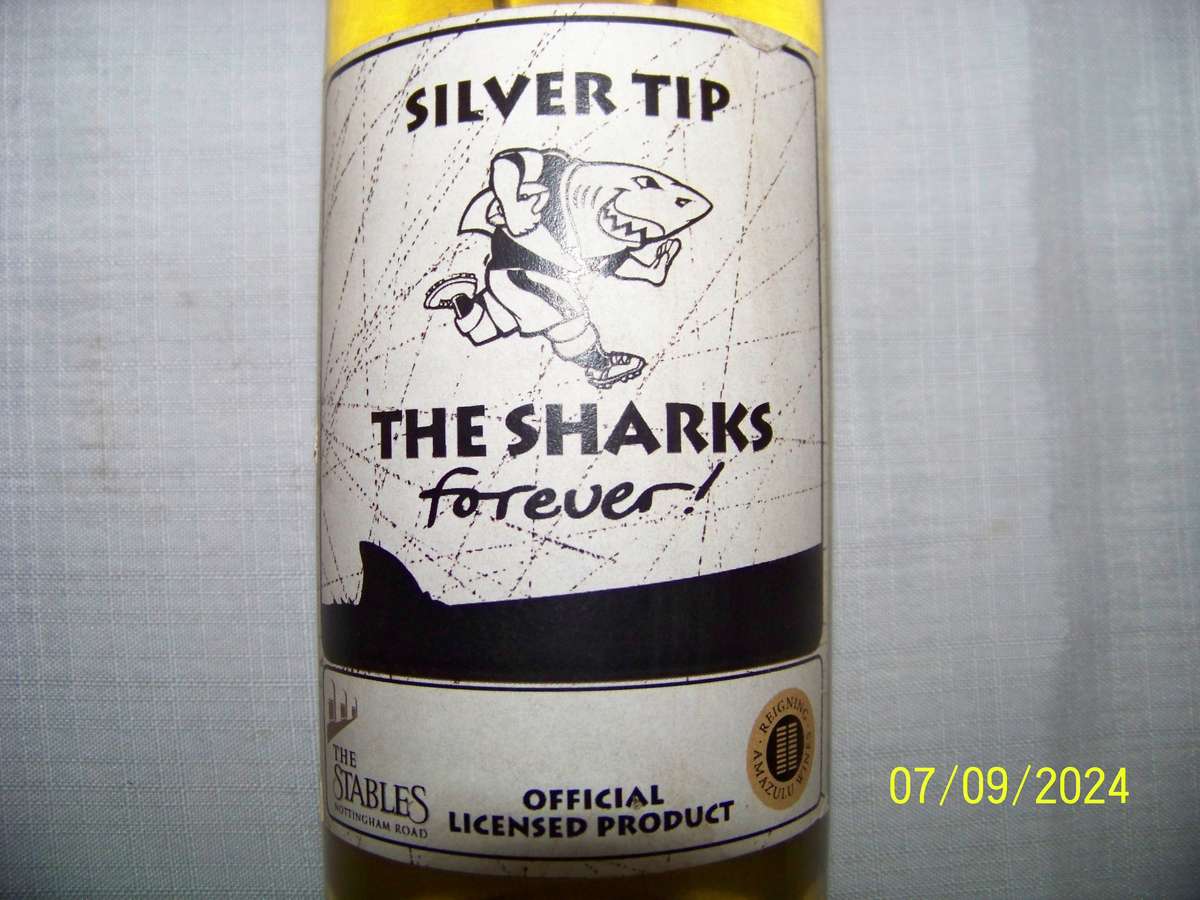 SILVER TIP
THE SHARKS
forever!
THE
STABLES
NOTTINGHAM ROAD
OFFICIAL
LICENSED PRODUCT
· REIGNING · AMAZULU WINES
07/09/2024